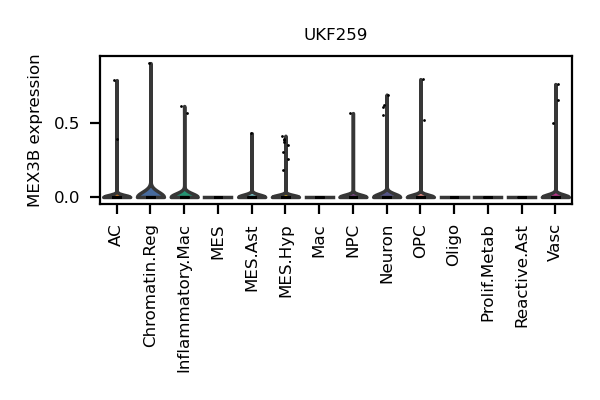 UKF259
MEX3B expression
0.5
0.0
AC
Chromatin.Reg
Inflammatory.Mac
MES
MES.Ast
MES.Hyp
Mac
NPC
Neuron
OPC
Oligo
Prolif.Metab
Reactive.Ast
Vasc